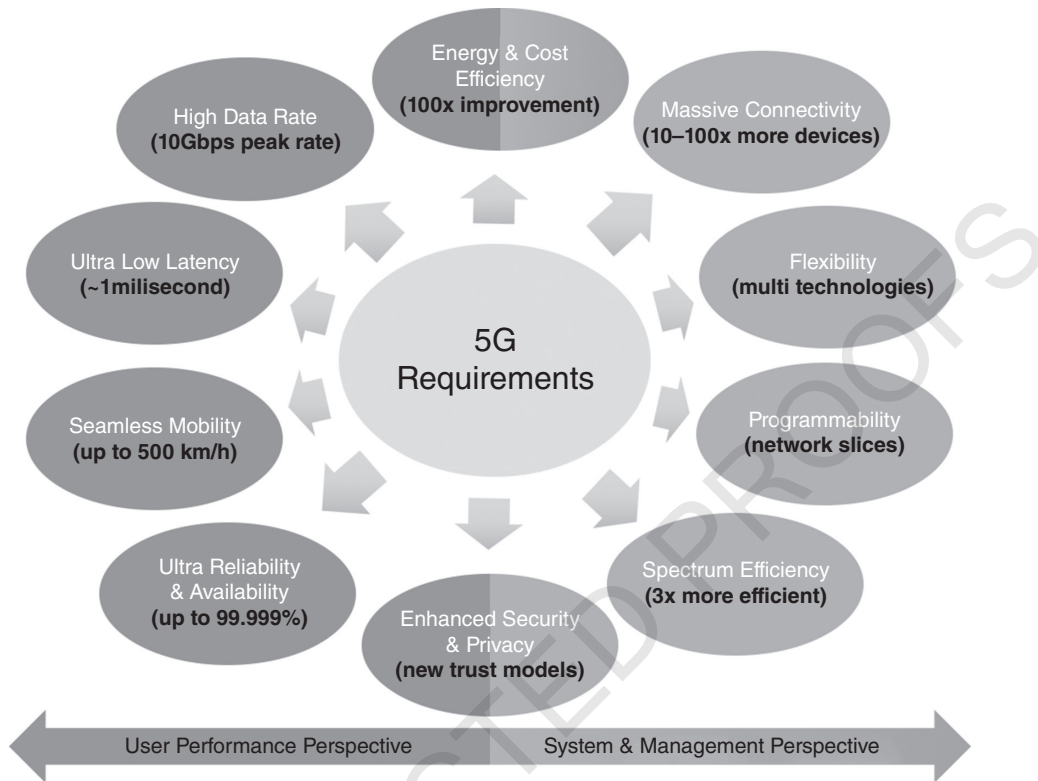 Energy & Cost
Efficiency
(100x improvement)
High Data Rate
(10Gbps peak rate)
Massive Connectivity
(10–100x more devices)
Ultra Low Latency
(~1milisecond)
Flexibility
(multi technologies)
5G
Requirements
Seamless Mobility
(up to 500 km/h)
Programmability
(network slices)
Ultra Reliability
& Availability
(up to 99.999%)
Spectrum Efficiency
(3x more efficient)
Enhanced Security
& Privacy
(new trust models)
User Performance Perspective
System & Management Perspective
CTED PROOFS